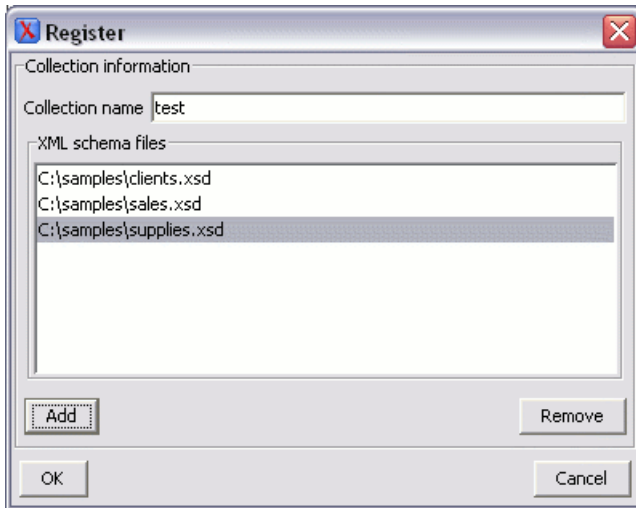 Register
Collection information
Collection name test
XML schema files
C:\samples\clients.xsd
C:\samples\sales.xsd
C:\samples\supplies.xsd
Add Remove
OK Cancel